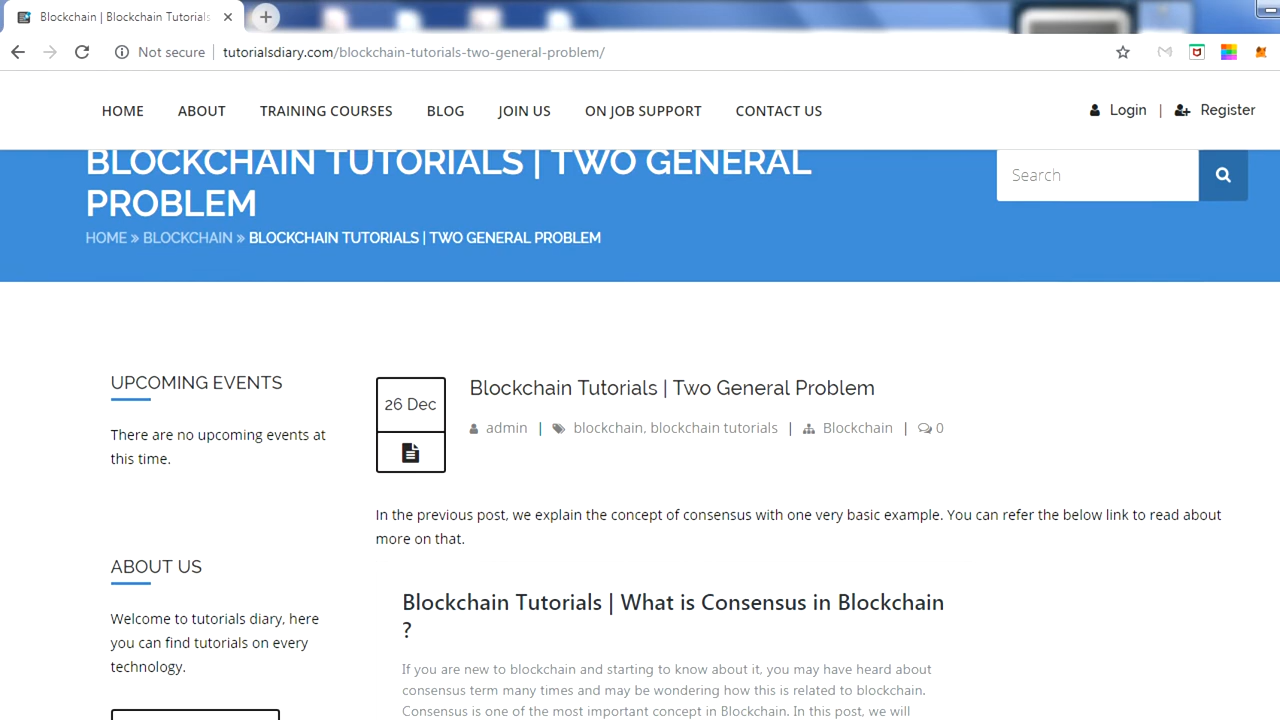 Blockchain | Blockchain Tutorials
Not secure
tutorialsdiary.com/blockchain-tutorials-two-general-problem/
HOME
ABOUT
TRAINING COURSES
BLOG
JOIN US
ON JOB SUPPORT
CONTACT US
Login | Register
BLOCKCHAIN TUTORIALS | TWO GENERAL
PROBLEM
Search
HOME » BLOCKCHAIN » BLOCKCHAIN TUTORIALS | TWO GENERAL PROBLEM
UPCOMING EVENTS
There are no upcoming events at
this time.
ABOUT US
Welcome to tutorials diary, here
you can find tutorials on every
technology.
26 Dec
Blockchain Tutorials | Two General Problem
admin | blockchain, blockchain tutorials | Blockchain | 0
In the previous post, we explain the concept of consensus with one very basic example. You can refer the below link to read about
more on that.
Blockchain Tutorials | What is Consensus in Blockchain
?
If you are new to blockchain and starting to know about it, you may have heard about
consensus term many times and may be wondering how this is related to blockchain.
Consensus is one of the most important concept in Blockchain. In this post, we will